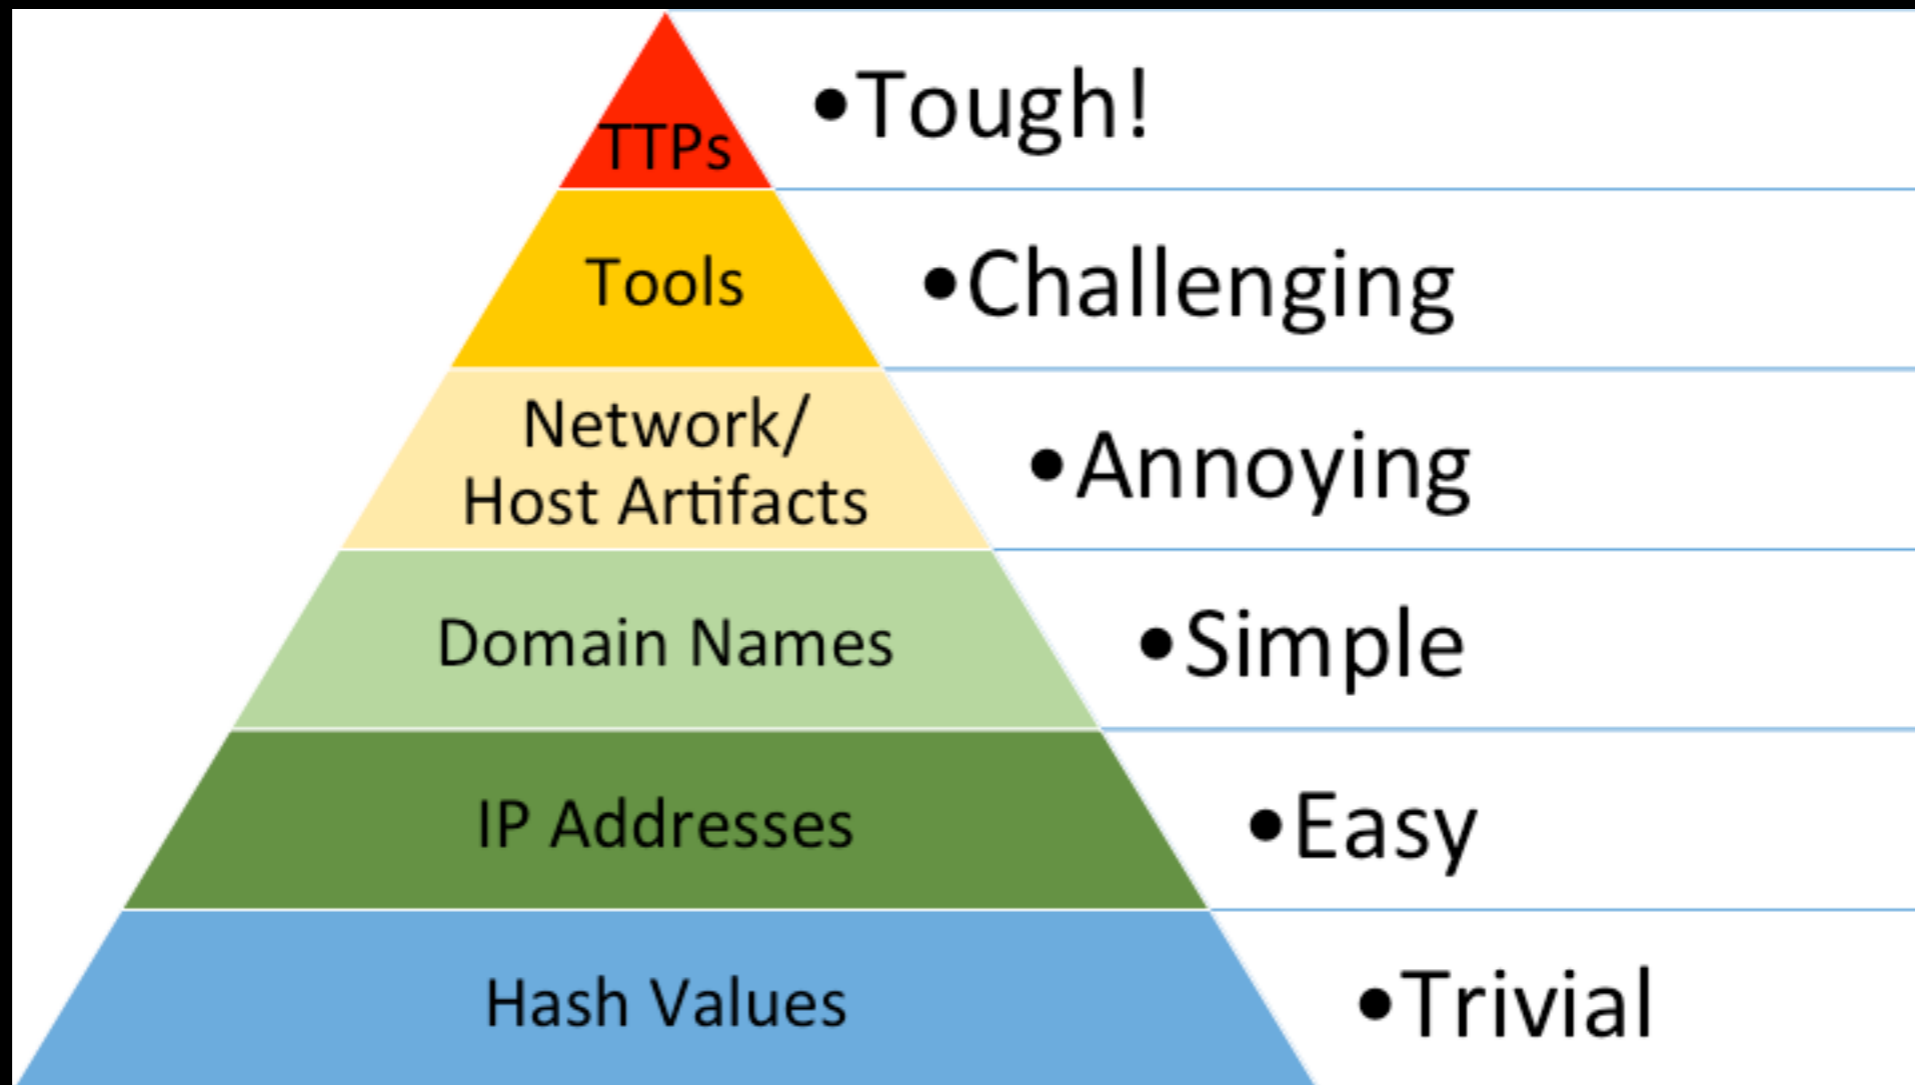 TTPs
•Tough!
Tools
•Challenging
Network/
Host Artifacts
•Annoying
Domain Names
•Simple
IP Addresses
•Easy
Hash Values
•Trivial